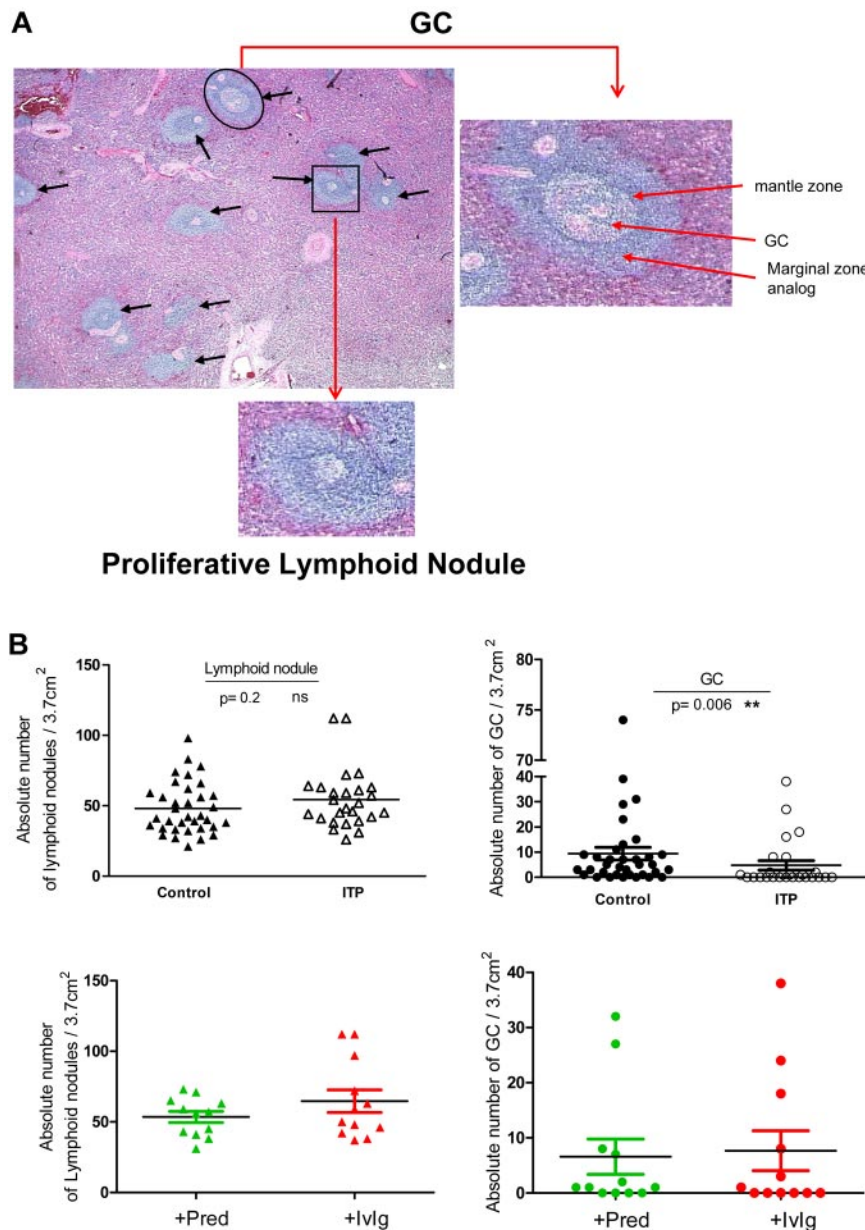 A
GC
mantle zone
GC
Marginal zone
analog
Proliferative Lymphoid Nodule
B
150
100
50
0
Absolute number
of lymphoid nodules / 3.7cm²
Lymphoid nodule
p= 0.2 ns
Control
ITP
80
75
70
40
30
20
10
0
Absolute number of GC / 3.7cm²
GC
p= 0.006 **
Control
ITP
150
100
50
0
Absolute number
of Lymphoid nodules / 3.7cm²
+Pred
+IvIg
40
30
20
10
0
Absolute number of GC / 3.7cm²
+Pred
+IvIg